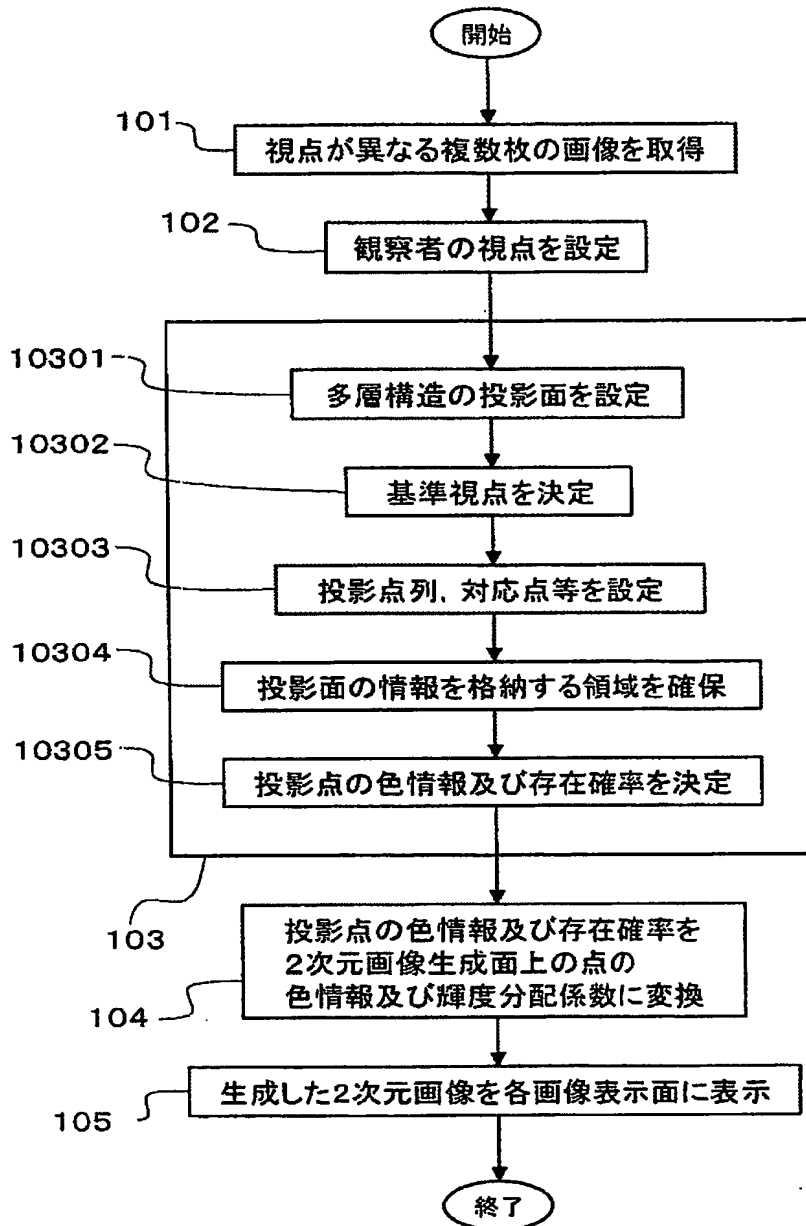 開始
101
視点が異なる複数枚の画像を取得
102
観察者の視点を設定
10301
多層構造の投影面を設定
10302
基準視点を決定
10303
投影点列、対応点等を設定
10304
投影面の情報を格納する領域を確保
10305
投影点の色情報及び存在確率を決定
103
投影点の色情報及び存在確率を
2次元画像生成面上の点の
色情報及び輝度分配係数に変換
104
生成した2次元画像を各画像表示面に表示
105
終了